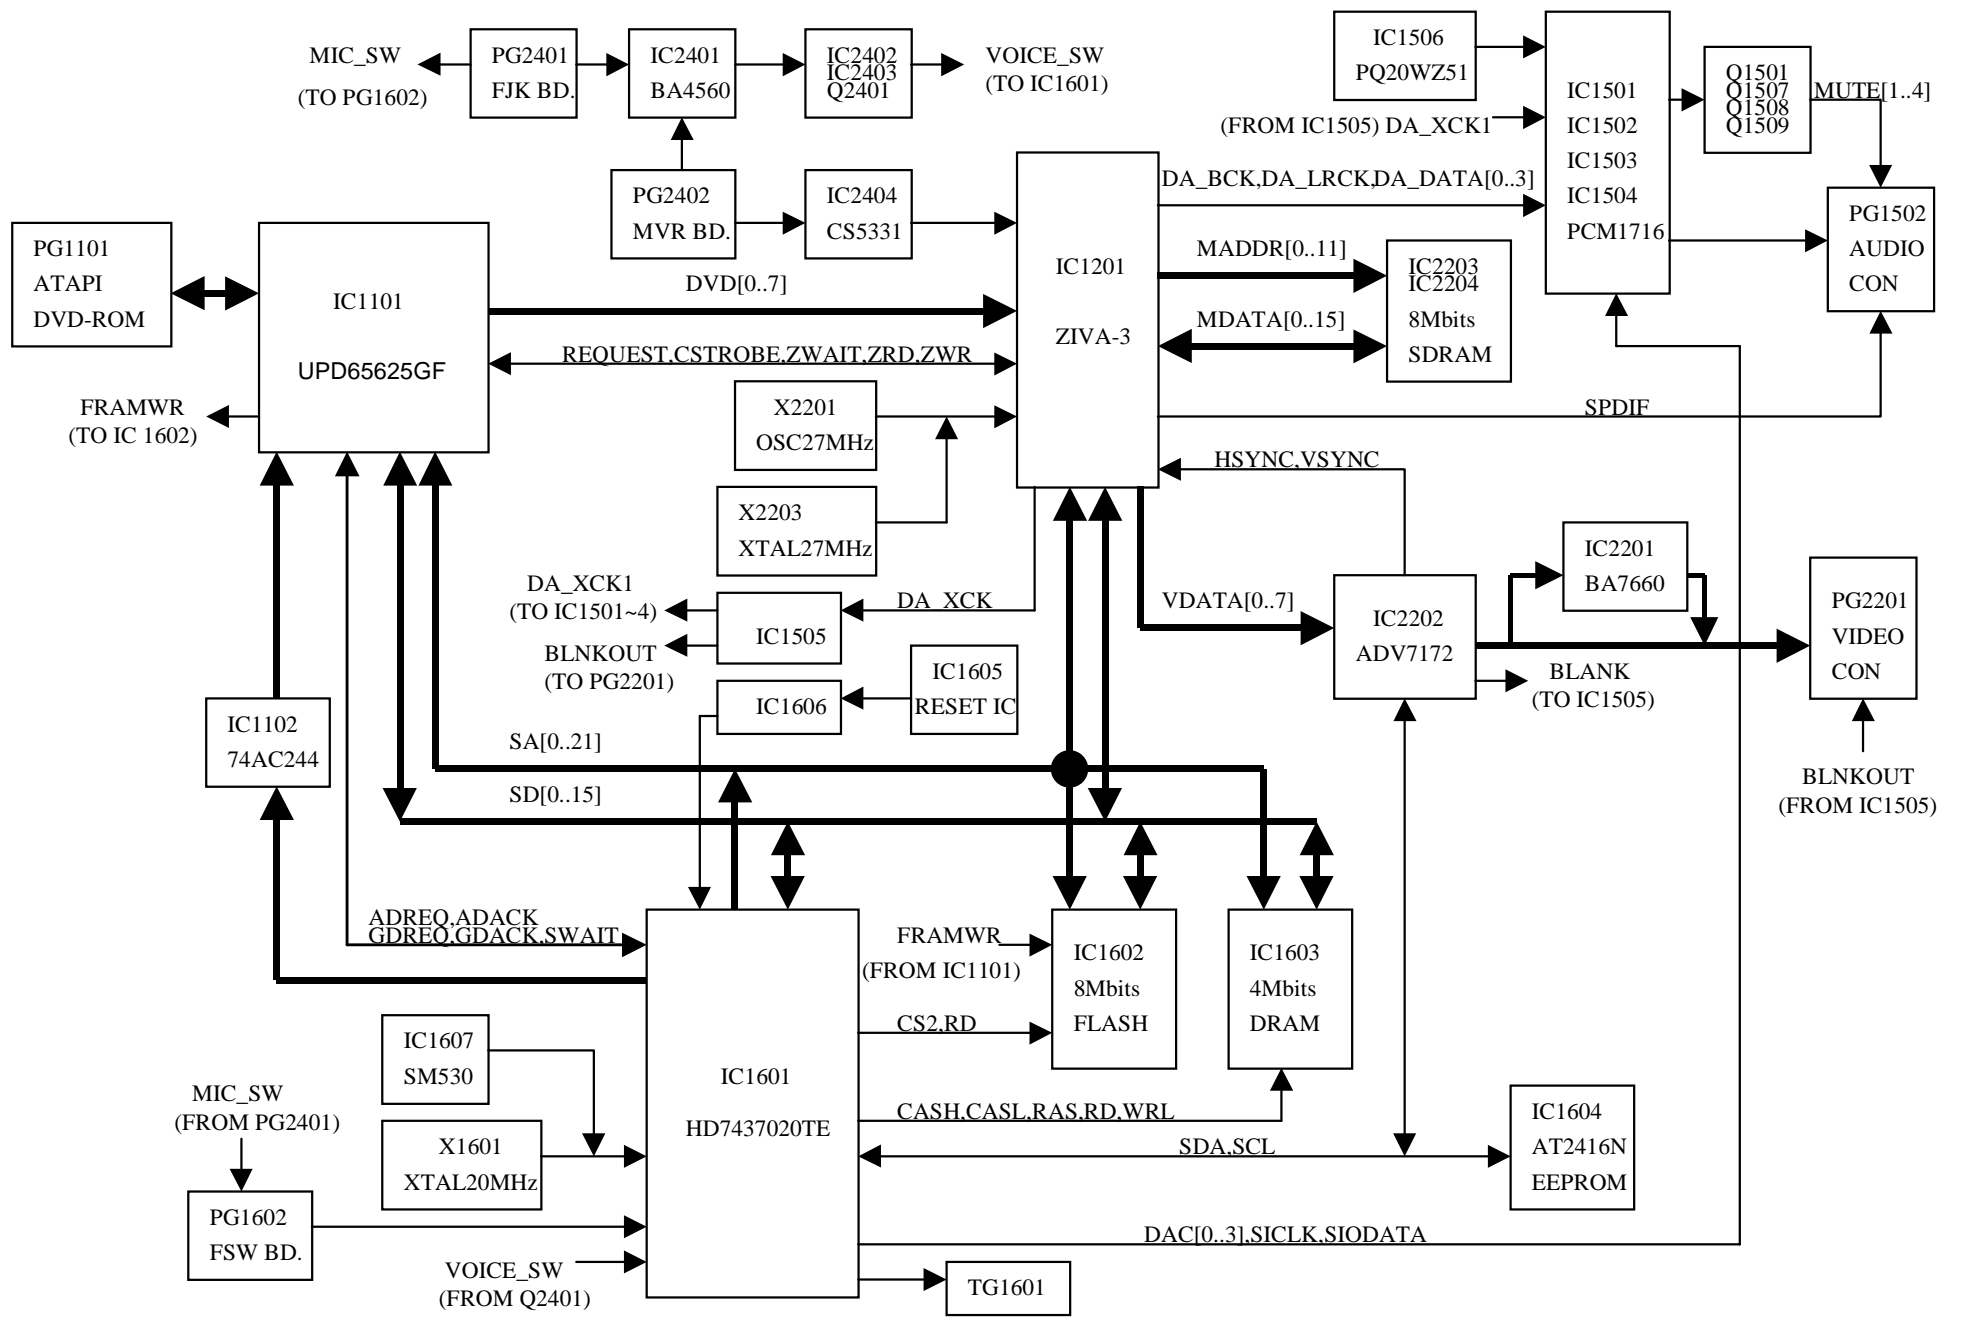 MIC_SW
(TO PG1602)
PG2401
FJK BD.
IC2401
BA4560
IC2402
IC2403
Q2401
VOICE_SW
(TO IC1601)
IC1506
PQ20WZ51
(FROM IC1505) DA_XCK1
IC1501
IC1502
IC1503
IC1504
PCM1716
Q1501
Q1507
Q1508
Q1509
MUTE[1..4]
PG2402
MVR BD.
IC2404
CS5331
DA_BCK,DA_LRCK,DA_DATA[0..3]
PG1502
AUDIO
CON
PG1101
ATAPI
DVD-ROM
IC1101
UPD65625GF
DVD[0..7]
REQUEST,CSTROBE,ZWAIT,ZRD,ZWR
IC1201
ZIVA-3
MADDR[0..11]
MDATA[0..15]
IC2203
IC2204
8Mbits
SDRAM
FRAMWR
(TO IC 1602)
X2201
OSC27MHz
SPDIF
HSYNC,VSYNC
X2203
XTAL27MHz
DA_XCK1
(TO IC1501~4)
BLNKOUT
(TO PG2201)
IC1505
DA_XCK
VDATA[0..7]
IC2202
ADV7172
IC2201
BA7660
PG2201
VIDEO
CON
BLANK
(TO IC1505)
IC1606
IC1605
RESET IC
IC1102
74AC244
SA[0..21]
SD[0..15]
BLNKOUT
(FROM IC1505)
ADREQ,ADACK
GDREQ,GDACK,SWAIT
FRAMWR
(FROM IC1101)
IC1602
8Mbits
FLASH
IC1603
4Mbits
DRAM
CS2,RD
IC1607
SM530
IC1601
HD7437020TE
MIC_SW
(FROM PG2401)
X1601
XTAL20MHz
CASH,CASL,RAS,RD,WRL
SDA,SCL
IC1604
AT2416N
EEPROM
PG1602
FSW BD.
DAC[0..3],SICLK,SIODATA
VOICE_SW
(FROM Q2401)
TG1601